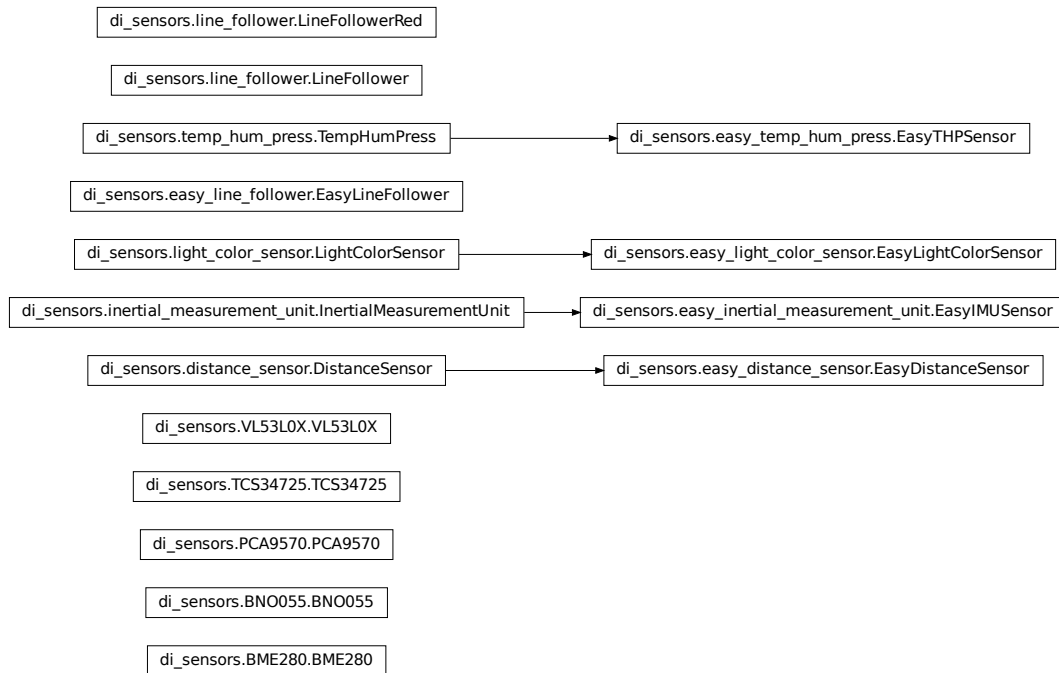 di_sensors.line_follower.LineFollowerRed
di_sensors.line_follower.LineFollower
di_sensors.temp_hum_press.TempHumPress
di_sensors.easy_temp_hum_press.EasyTHPSensor
di_sensors.easy_line_follower.EasyLineFollower
di_sensors.light_color_sensor.LightColorSensor
di_sensors.easy_light_color_sensor.EasyLightColorSensor
di_sensors.inertial_measurement_unit.InertialMeasurementUnit
di_sensors.easy_inertial_measurement_unit.EasyIMUSensor
di_sensors.distance_sensor.DistanceSensor
di_sensors.easy_distance_sensor.EasyDistanceSensor
di_sensors.VL53L0X.VL53L0X
di_sensors.TCS34725.TCS34725
di_sensors.PCA9570.PCA9570
di_sensors.BNO055.BNO055
di_sensors.BME280.BME280